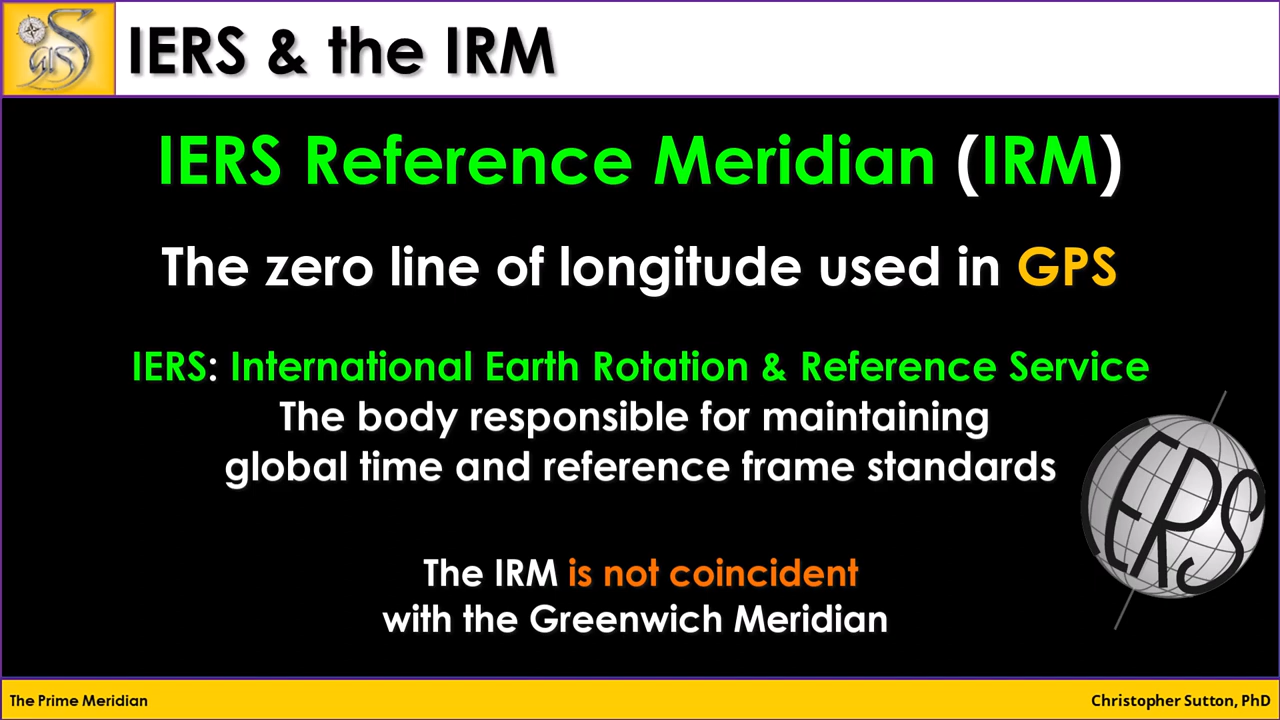 GIS
IERS & the IRM
IERS Reference Meridian (IRM)
The zero line of longitude used in GPS
IERS: International Earth Rotation & Reference Service
The body responsible for maintaining
global time and reference frame standards
IERS
The IRM is not coincident
with the Greenwich Meridian
The Prime Meridian
Christopher Sutton, PhD